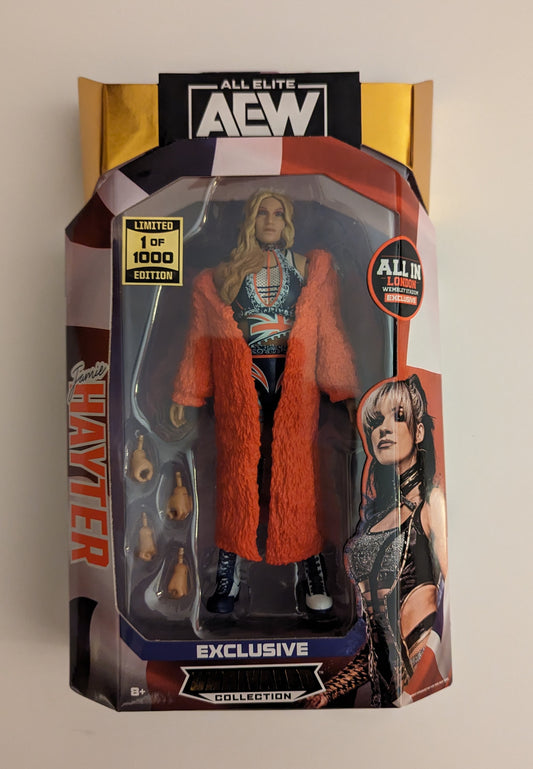 ALL ELITE
AEW
LIMITED
1 OF
1000
EDITION
ALL IN
LONDON
WEMBLEY STADIUM
EXCLUSIVE
Jamie
HAYTER
EXCLUSIVE
COLLECTION
8+